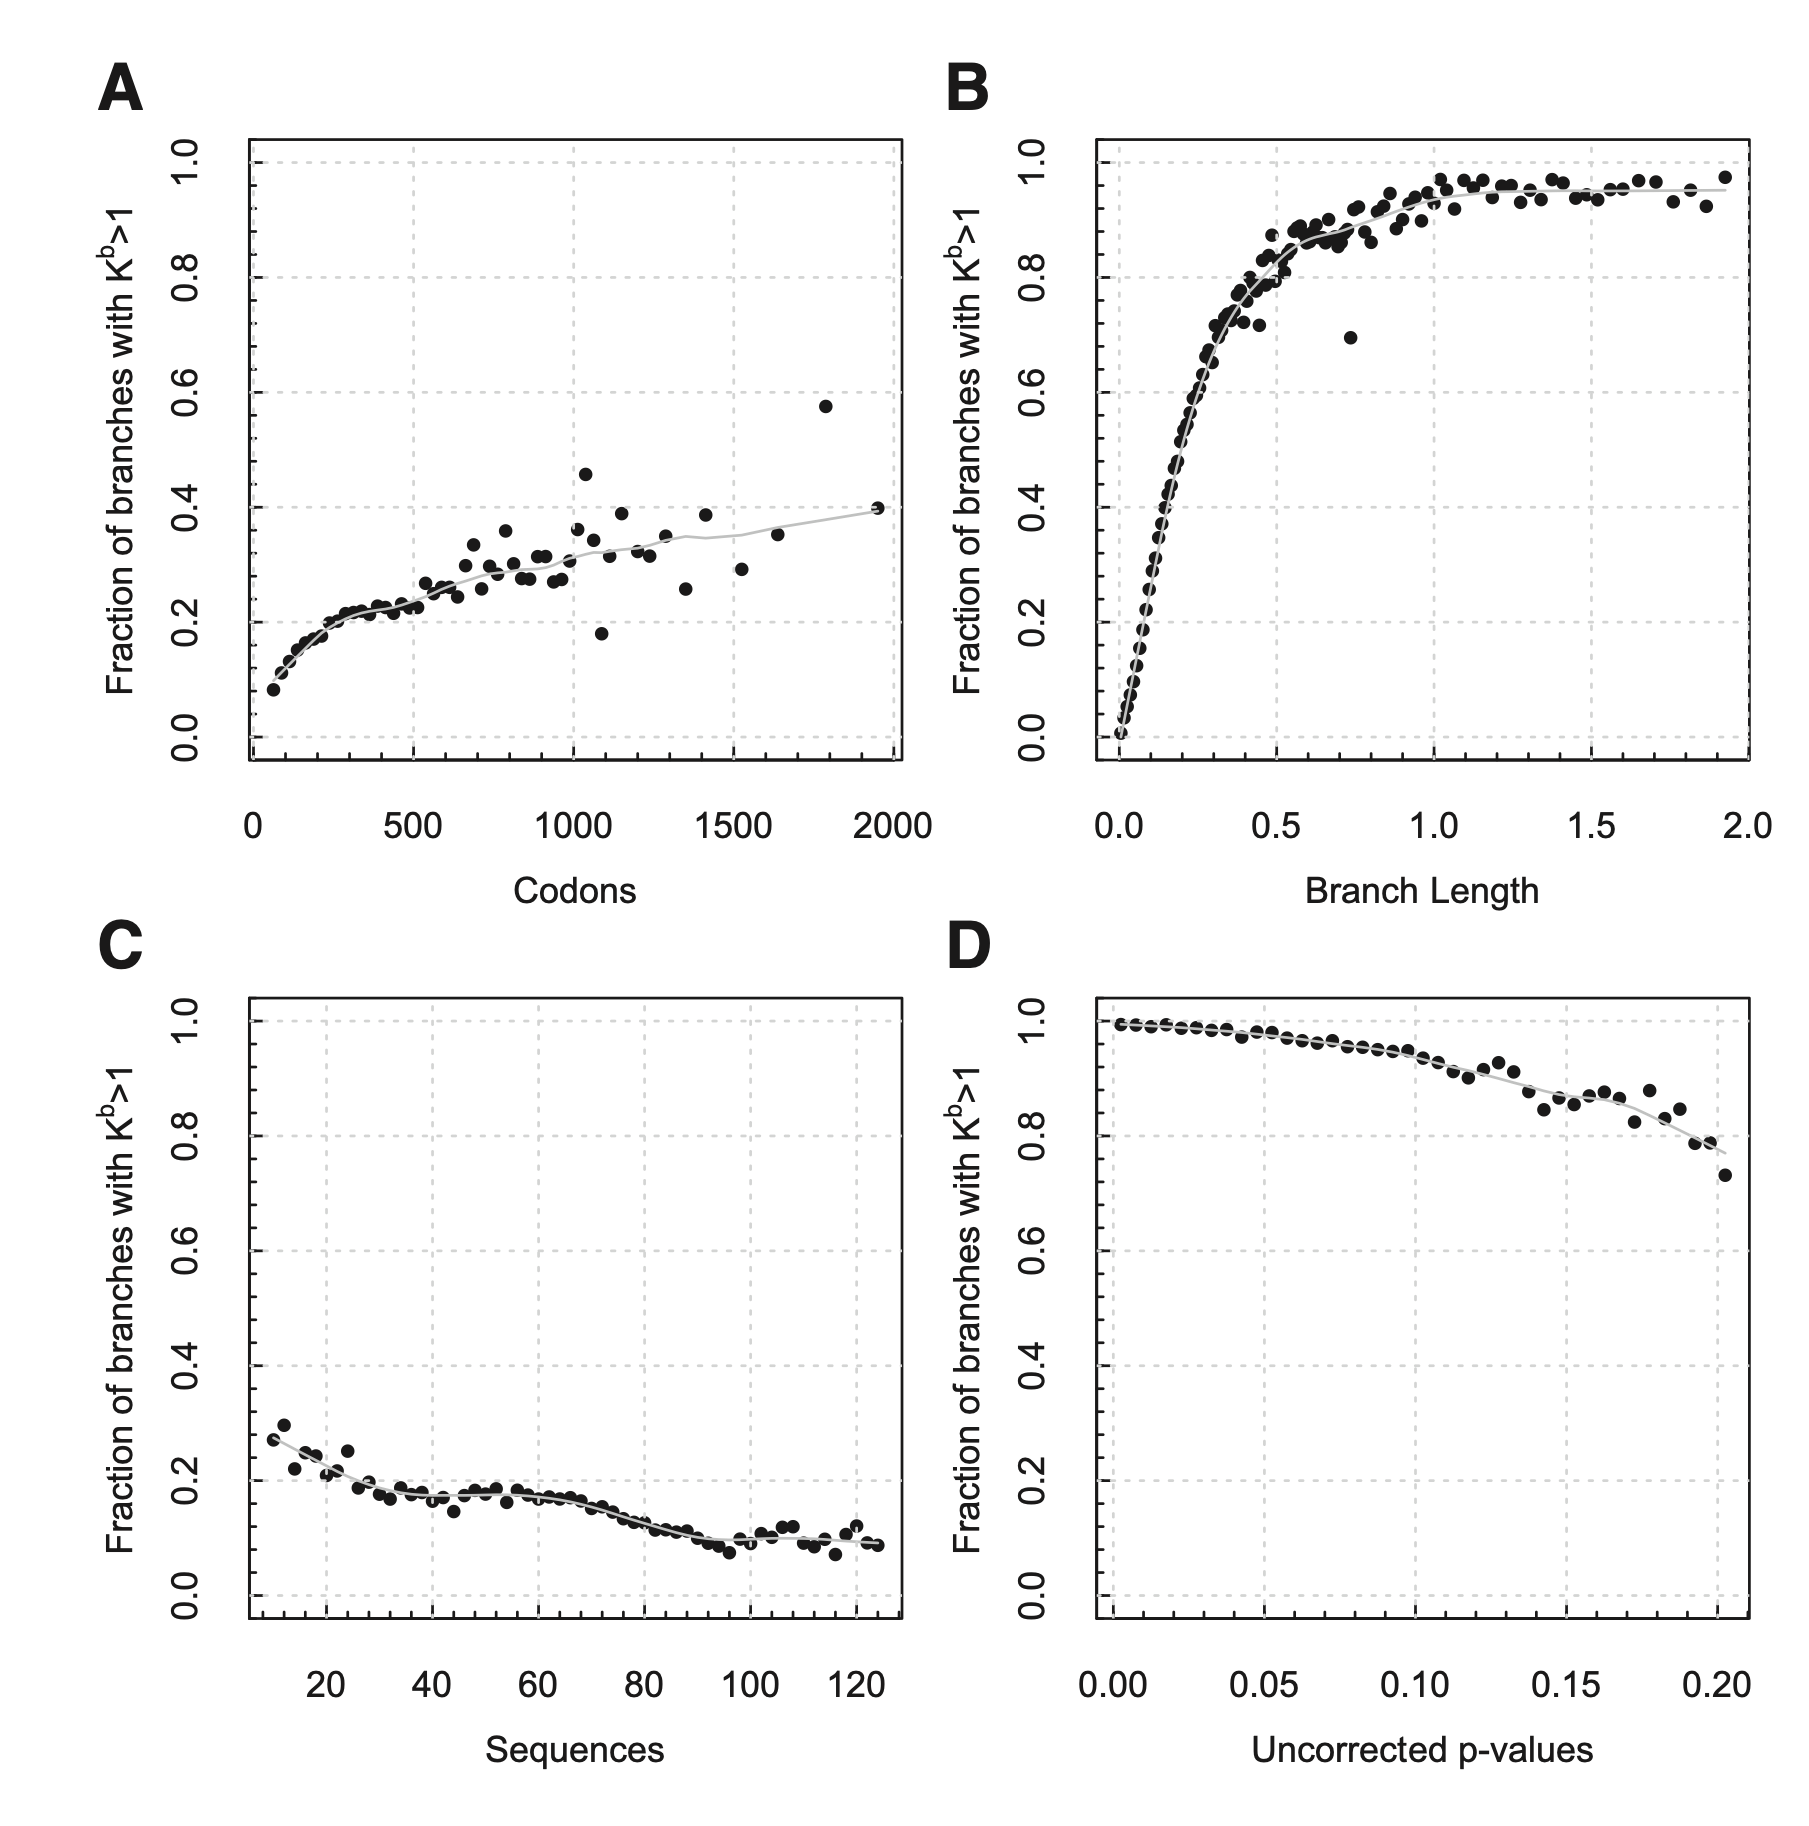 A
Fraction of branches with Kᵇ>1
1.0
0.8
0.6
0.4
0.2
0.0
0 500 1000 1500 2000
Codons
B
Fraction of branches with Kᵇ>1
1.0
0.8
0.6
0.4
0.2
0.0
0.0 0.5 1.0 1.5 2.0
Branch Length
C
Fraction of branches with Kᵇ>1
1.0
0.8
0.6
0.4
0.2
0.0
20 40 60 80 100 120
Sequences
D
Fraction of branches with Kᵇ>1
1.0
0.8
0.6
0.4
0.2
0.0
0.00 0.05 0.10 0.15 0.20
Uncorrected p-values